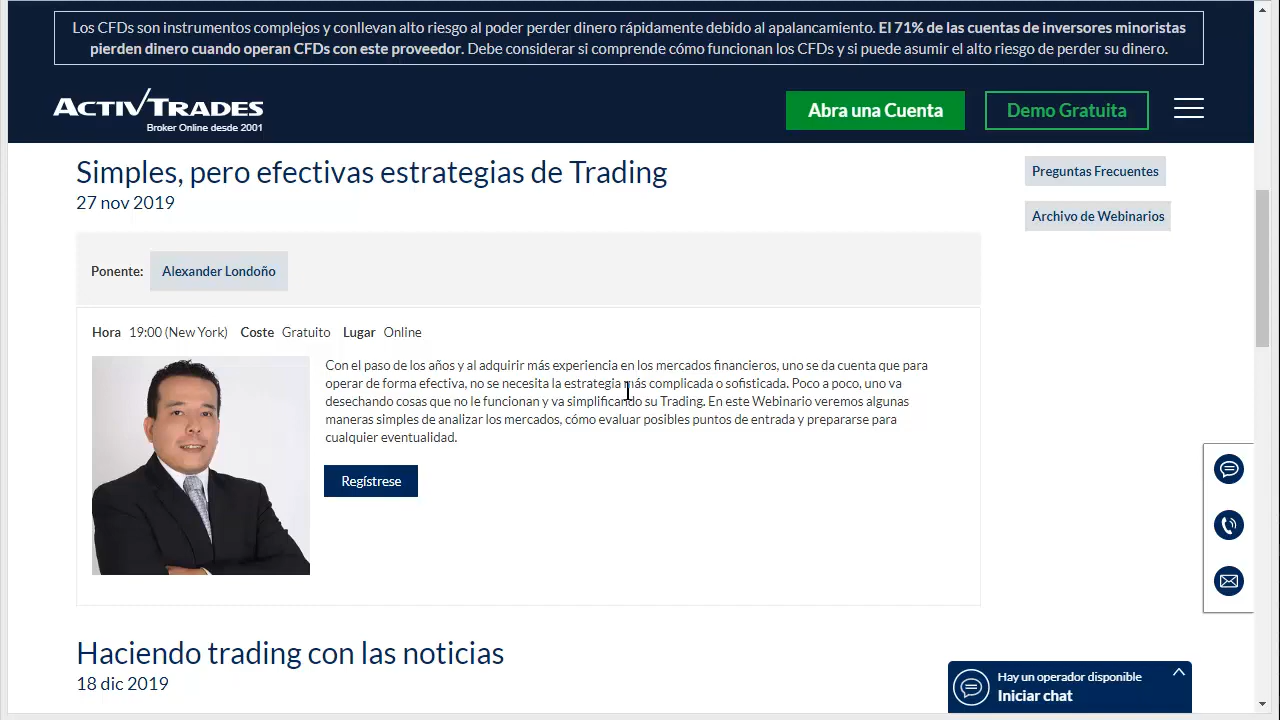 Los CFDs son instrumentos complejos y conllevan alto riesgo al poder perder dinero rápidamente debido al apalancamiento. El 71% de las cuentas de inversores minoristas
pierden dinero cuando operan CFDs con este proveedor. Debe considerar si comprende cómo funcionan los CFDs y si puede asumir el alto riesgo de perder su dinero.
ACTIVTRADES
Broker Online desde 2001
Abra una Cuenta
Demo Gratuita
Simples, pero efectivas estrategias de Trading
27 nov 2019
Preguntas Frecuentes
Archivo de Webinarios
Ponente: Alexander Londoño
Hora 19:00 (New York) Coste Gratuito Lugar Online
Con el paso de los años y al adquirir más experiencia en los mercados financieros, uno se da cuenta que para
operar de forma efectiva, no se necesita la estrategia más complicada o sofisticada. Poco a poco, uno va
desechando cosas que no le funcionan y va simplificando su Trading. En este Webinario veremos algunas
maneras simples de analizar los mercados, cómo evaluar posibles puntos de entrada y prepararse para
cualquier eventualidad.
Regístrese
Haciendo trading con las noticias
18 dic 2019
Hay un operador disponible
Iniciar chat